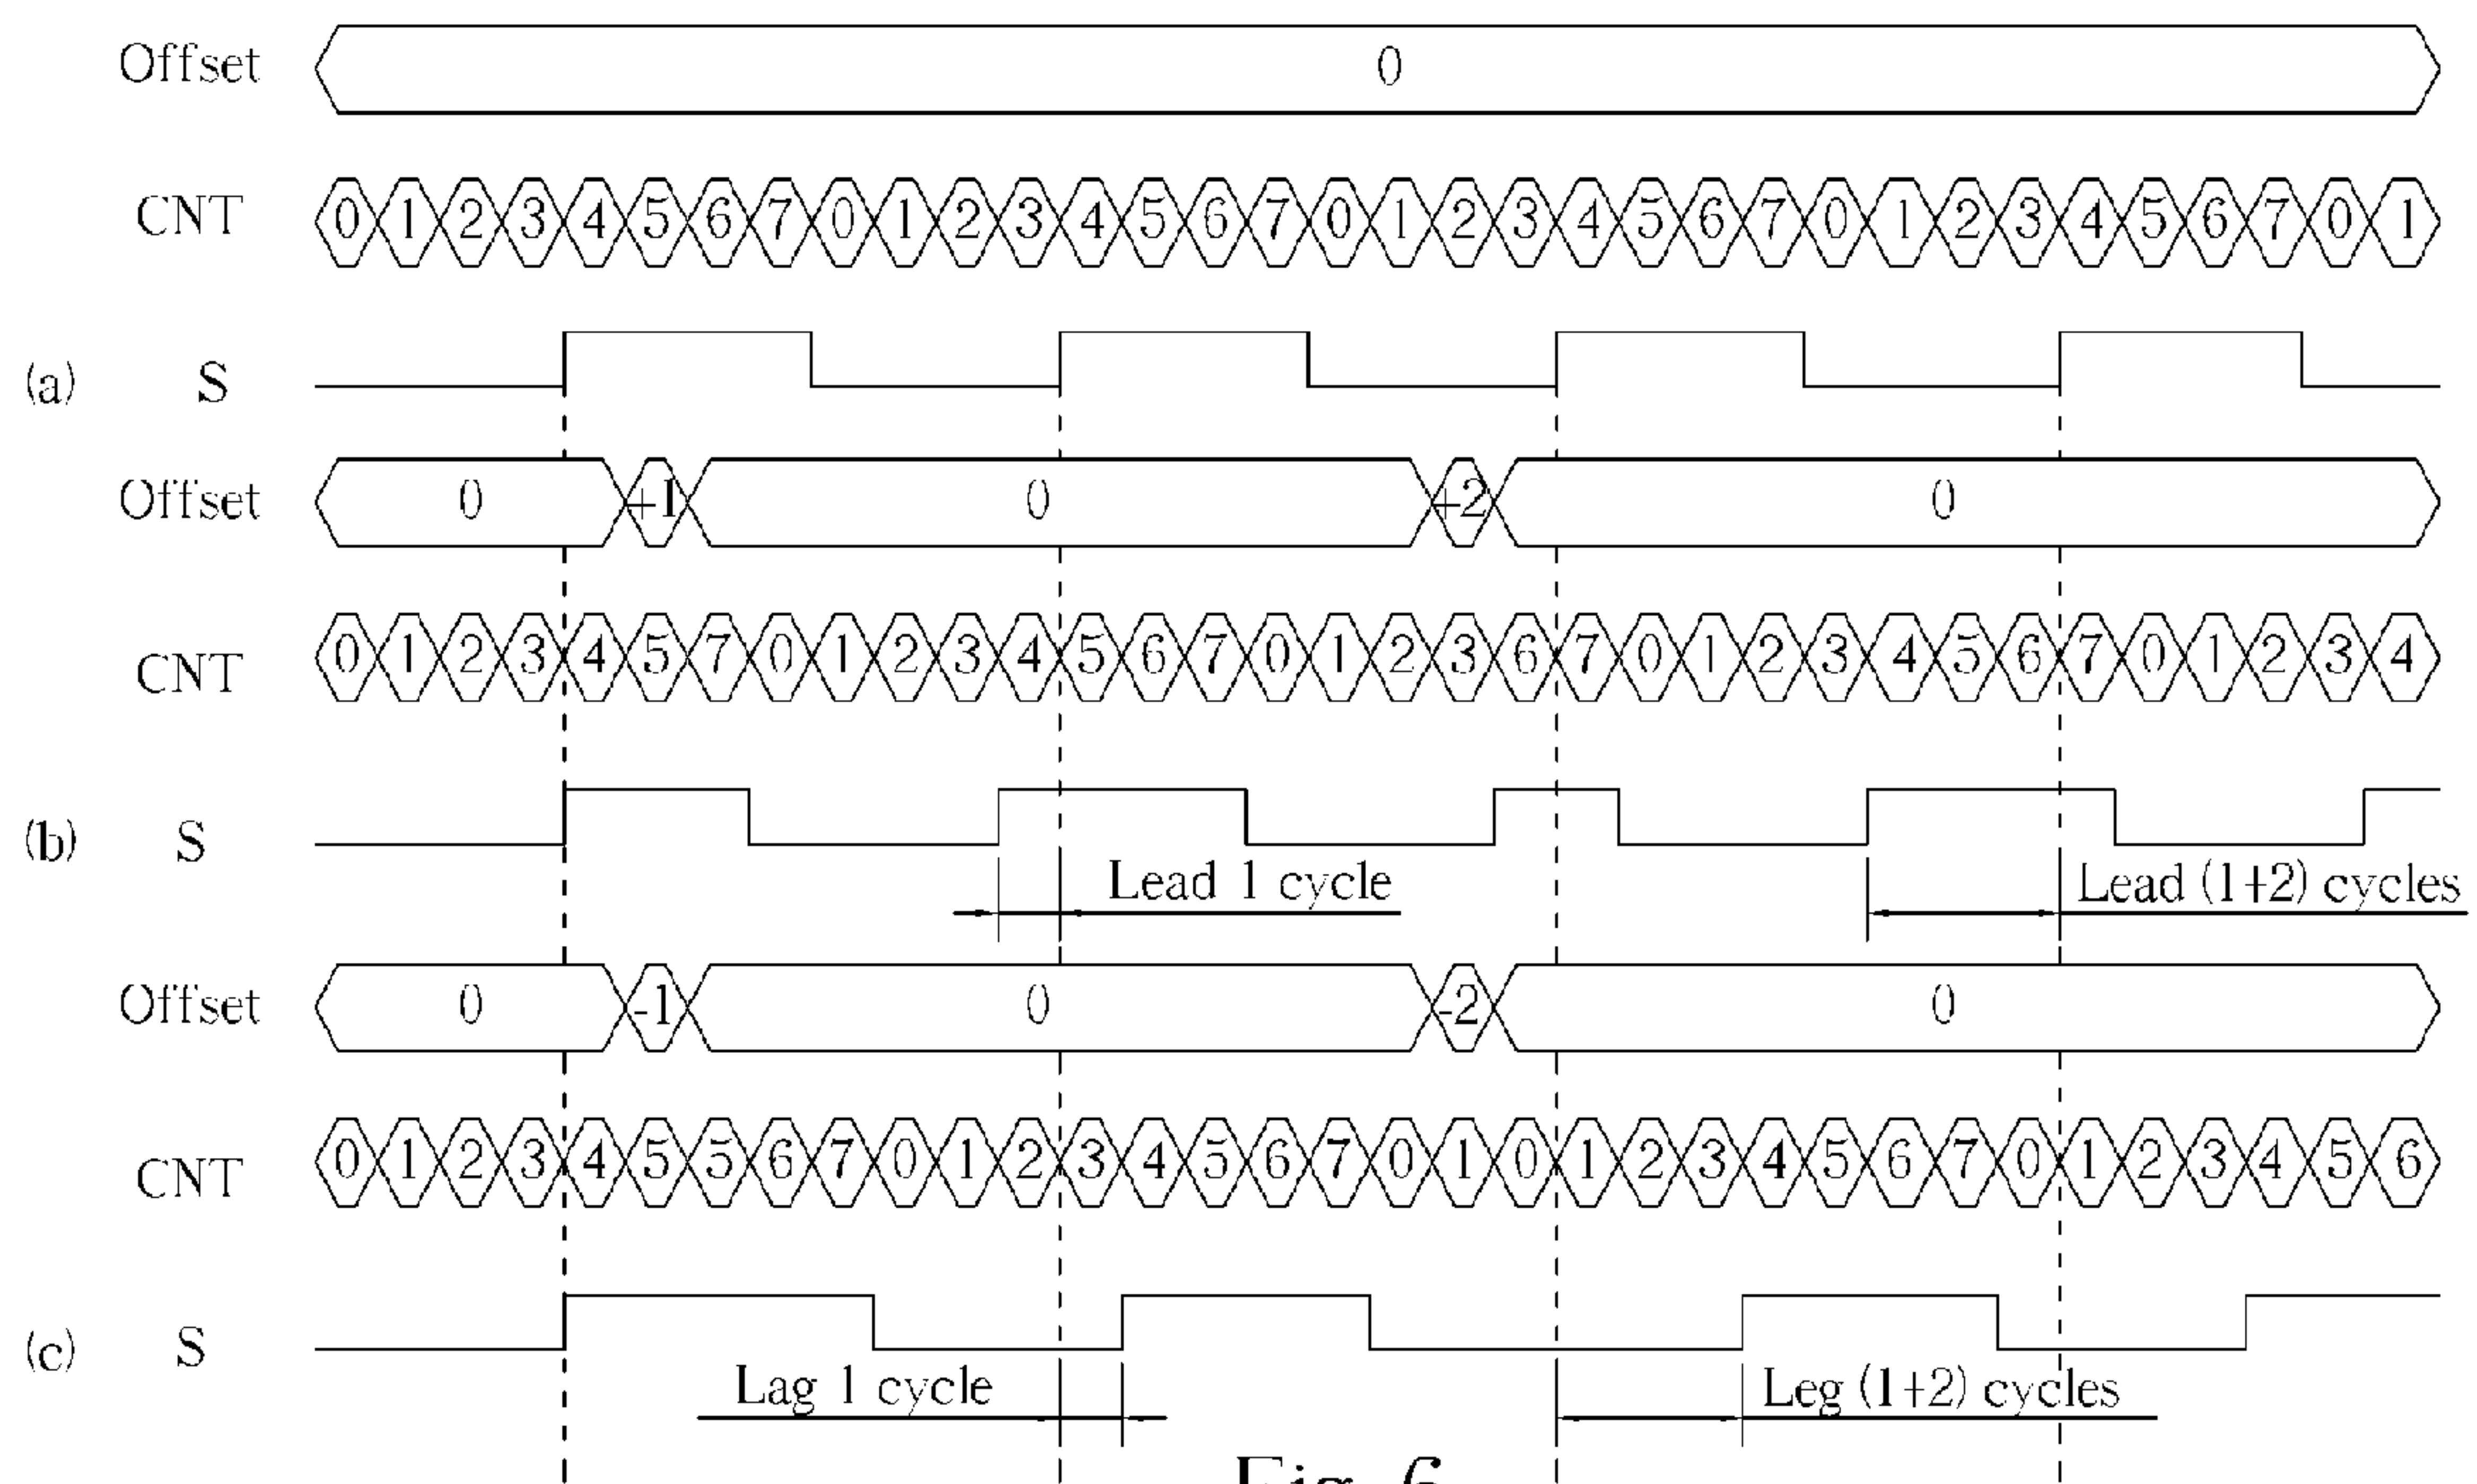 Offset 0
CNT 0 1 2 3 4 5 6 7 0 1 2 3 4 5 6 7 0 1 2 3 4 5 6 7 0 1 2 3 4 5 6 7 0 1
(a) S
Offset 0 +1 0 +2 0
CNT 0 1 2 3 4 5 7 0 1 2 3 4 5 6 7 0 1 2 3 6 7 0 1 2 3 4 5 6 7 0 1 2 3 4
(b) S
Lead 1 cycle Lead (1+2) cycles
Offset 0 -1 0 -2 0
CNT 0 1 2 3 4 5 5 6 7 0 1 2 3 4 5 6 7 0 1 0 1 2 3 4 5 6 7 0 1 2 3 4 5 6
(c) S
Lag 1 cycle Leg (1+2) cycles
Fig. 6